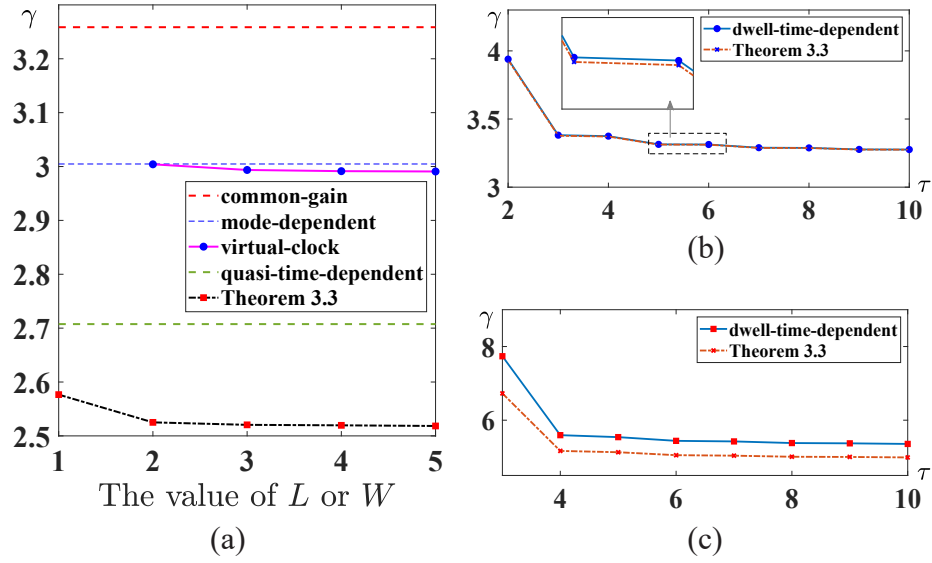 γ
3.2
3.1
3
2.9
2.8
2.7
2.6
2.5
common-gain
mode-dependent
virtual-clock
quasi-time-dependent
Theorem 3.3
1 2 3 4 5
The value of L or W
(a)
γ
4
3.5
3
dwell-time-dependent
Theorem 3.3
2 4 6 8 10
τ
(b)
γ
8
6
dwell-time-dependent
Theorem 3.3
4 6 8 10
τ
(c)